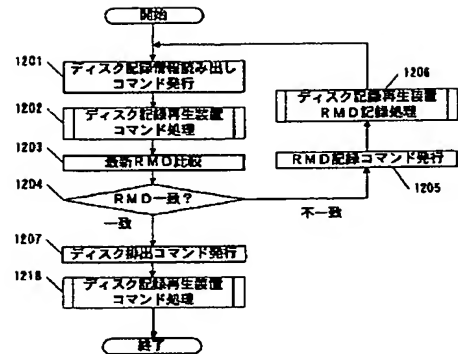 開始
1201
ディスク記録情報読み出し
コマンド発行
1202
ディスク記録再生装置
コマンド処理
1203
最新RMD比較
1204
RMD一致?
一致
不一致
1206
ディスク記録再生装置
RMD記録処理
RMD記録コマンド発行
1205
1207
ディスク排出コマンド発行
1218
ディスク記録再生装置
コマンド処理
終了